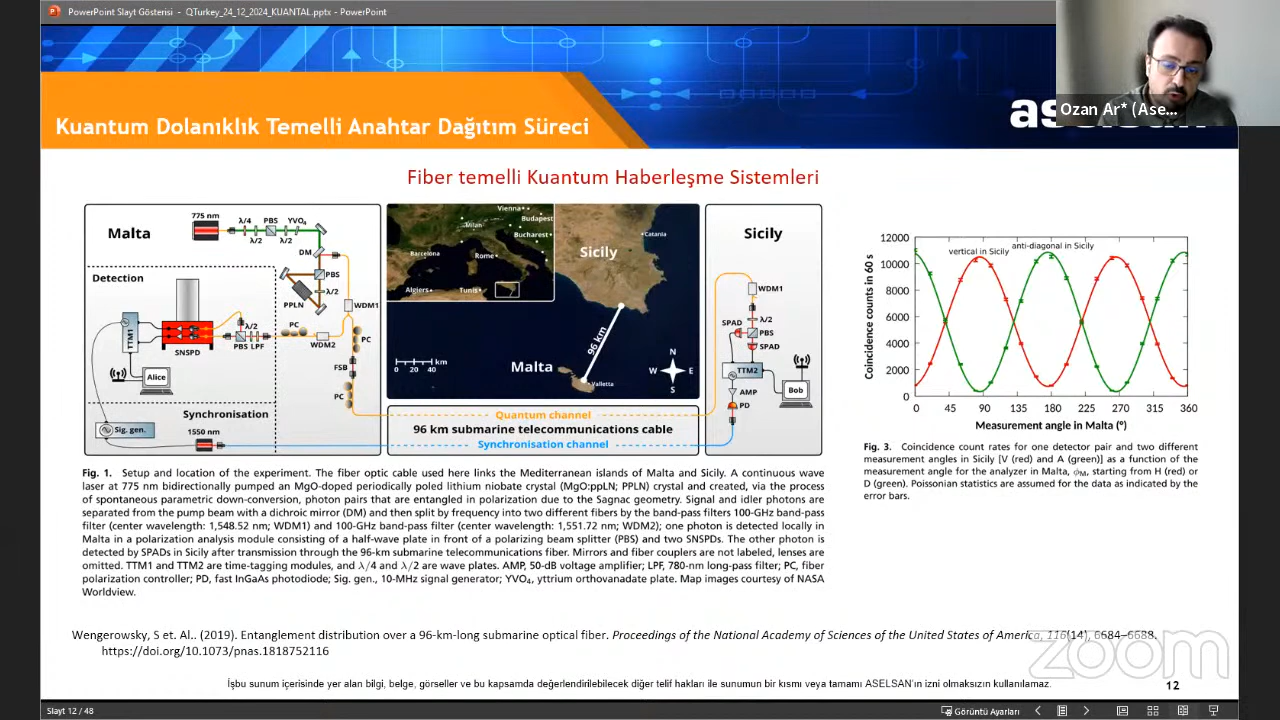 PowerPoint Slayt Gösterisi - QTurkey_24_12_2024_KUANTAL.pptx - PowerPoint
Ozan Ar* (Ase...
aselsan
Kuantum Dolanıklık Temelli Anahtar Dağıtım Süreci
Fiber temelli Kuantum Haberleşme Sistemleri
Malta
775 nm
λ/4
PBS
YVO₄
λ/2
λ/2
DM
PBS
λ/2
PPLN
WDM1
Detection
TTM1
SNSPD
λ/2
PBS LPF
PC
WDM2
PC
FSB
PC
Alice
Synchronisation
Sig. gen.
1550 nm
Vienna
Budapest
Milan
Bucharest
Barcelona
Rome
Algiers
Tunis
Sicily
Catania
96 km
Malta
Valletta
km
0 20 40
N
W E
S
Quantum channel
96 km submarine telecommunications cable
Synchronisation channel
Sicily
WDM1
λ/2
SPAD
PBS
SPAD
TTM2
AMP
PD
Bob
Coincidence counts in 60 s
12000
10000
8000
6000
4000
2000
0
vertical in Sicily
anti-diagonal in Sicily
0 45 90 135 180 225 270 315 360
Measurement angle in Malta (°)
Fig. 3. Coincidence count rates for one detector pair and two different
measurement angles in Sicily [V (red) and A (green)] as a function of the
measurement angle for the analyzer in Malta, ϕM, starting from H (red) or
D (green). Poissonian statistics are assumed for the data as indicated by the
error bars.
Fig. 1. Setup and location of the experiment. The fiber optic cable used here links the Mediterranean islands of Malta and Sicily. A continuous wave
laser at 775 nm bidirectionally pumped an MgO-doped periodically poled lithium niobate crystal (MgO:ppLN; PPLN) crystal and created, via the process
of spontaneous parametric down-conversion, photon pairs that are entangled in polarization due to the Sagnac geometry. Signal and idler photons are
separated from the pump beam with a dichroic mirror (DM) and then split by frequency into two different fibers by the band-pass filters 100-GHz band-pass
filter (center wavelength: 1,548.52 nm; WDM1) and 100-GHz band-pass filter (center wavelength: 1,551.72 nm; WDM2); one photon is detected locally in
Malta in a polarization analysis module consisting of a half-wave plate in front of a polarizing beam splitter (PBS) and two SNSPDs. The other photon is
detected by SPADs in Sicily after transmission through the 96-km submarine telecommunications fiber. Mirrors and fiber couplers are not labeled, lenses are
omitted. TTM1 and TTM2 are time-tagging modules, and λ/4 and λ/2 are wave plates. AMP, 50-dB voltage amplifier; LPF, 780-nm long-pass filter; PC, fiber
polarization controller; PD, fast InGaAs photodiode; Sig. gen., 10-MHz signal generator; YVO₄, yttrium orthovanadate plate. Map images courtesy of NASA
Worldview.
Wengerowsky, S et. Al.. (2019). Entanglement distribution over a 96-km-long submarine optical fiber. Proceedings of the National Academy of Sciences of the United States of America, 116(14), 6684–6688.
https://doi.org/10.1073/pnas.1818752116
zoom
İşbu sunum içerisinde yer alan bilgi, belge, görseller ve bu kapsamda değerlendirilebilecek diğer telif hakları ile sunumun bir kısmı veya tamamı ASELSAN'ın izni olmaksızın kullanılamaz.
12
Slayt 12 / 48
Görüntü Ayarları